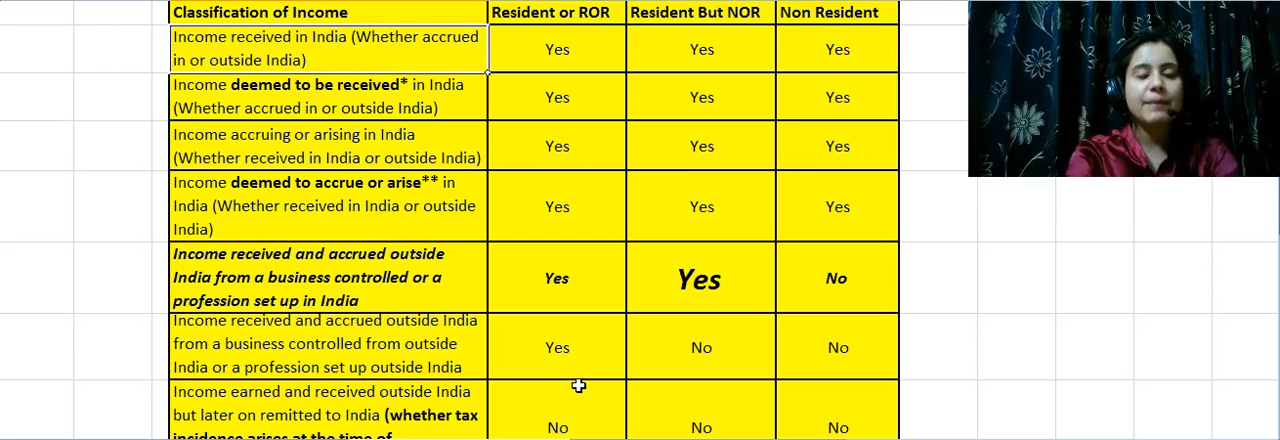 Classification of Income Resident or ROR Resident But NOR Non Resident
Income received in India (Whether accrued
in or outside India) Yes Yes Yes
Income deemed to be received* in India
(Whether accrued in or outside India) Yes Yes Yes
Income accruing or arising in India
(Whether received in India or outside India) Yes Yes Yes
Income deemed to accrue or arise** in
India (Whether received in India or outside
India) Yes Yes Yes
Income received and accrued outside
India from a business controlled or a
profession set up in India Yes Yes No
Income received and accrued outside India
from a business controlled from outside
India or a profession set up outside India Yes No No
Income earned and received outside India
but later on remitted to India (whether tax
incidence arises at the time of No No No